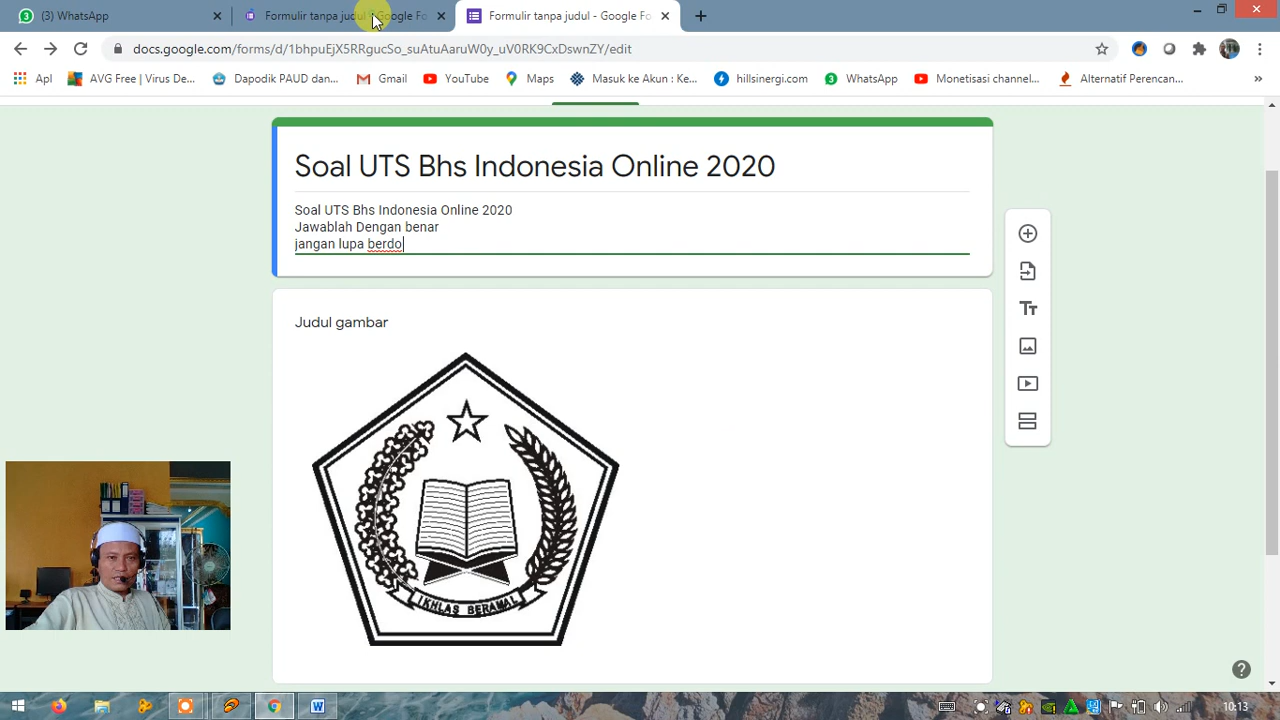 (3) WhatsApp
Formulir tanpa judul - Google Fo
Formulir tanpa judul - Google Fo
docs.google.com/forms/d/1bhpuEjX5RRgucSo_suAtuAaruW0y_uV0RK9CxDswnZY/edit
Apl
AVG Free | Virus De...
Dapodik PAUD dan...
Gmail
YouTube
Maps
Masuk ke Akun : Ke...
hillsinergi.com
WhatsApp
Monetisasi channel...
Alternatif Perencan...
»
Soal UTS Bhs Indonesia Online 2020
Soal UTS Bhs Indonesia Online 2020
Jawablah Dengan benar
jangan lupa berdo
Judul gambar
IKHLAS BERAMAL
10:13